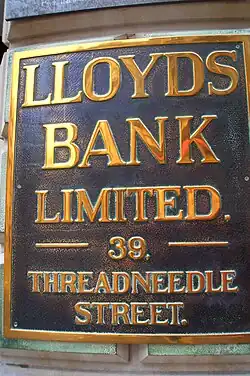 LLOYDS
BANK
LIMITED.
39.
THREADNEEDLE
STREET.